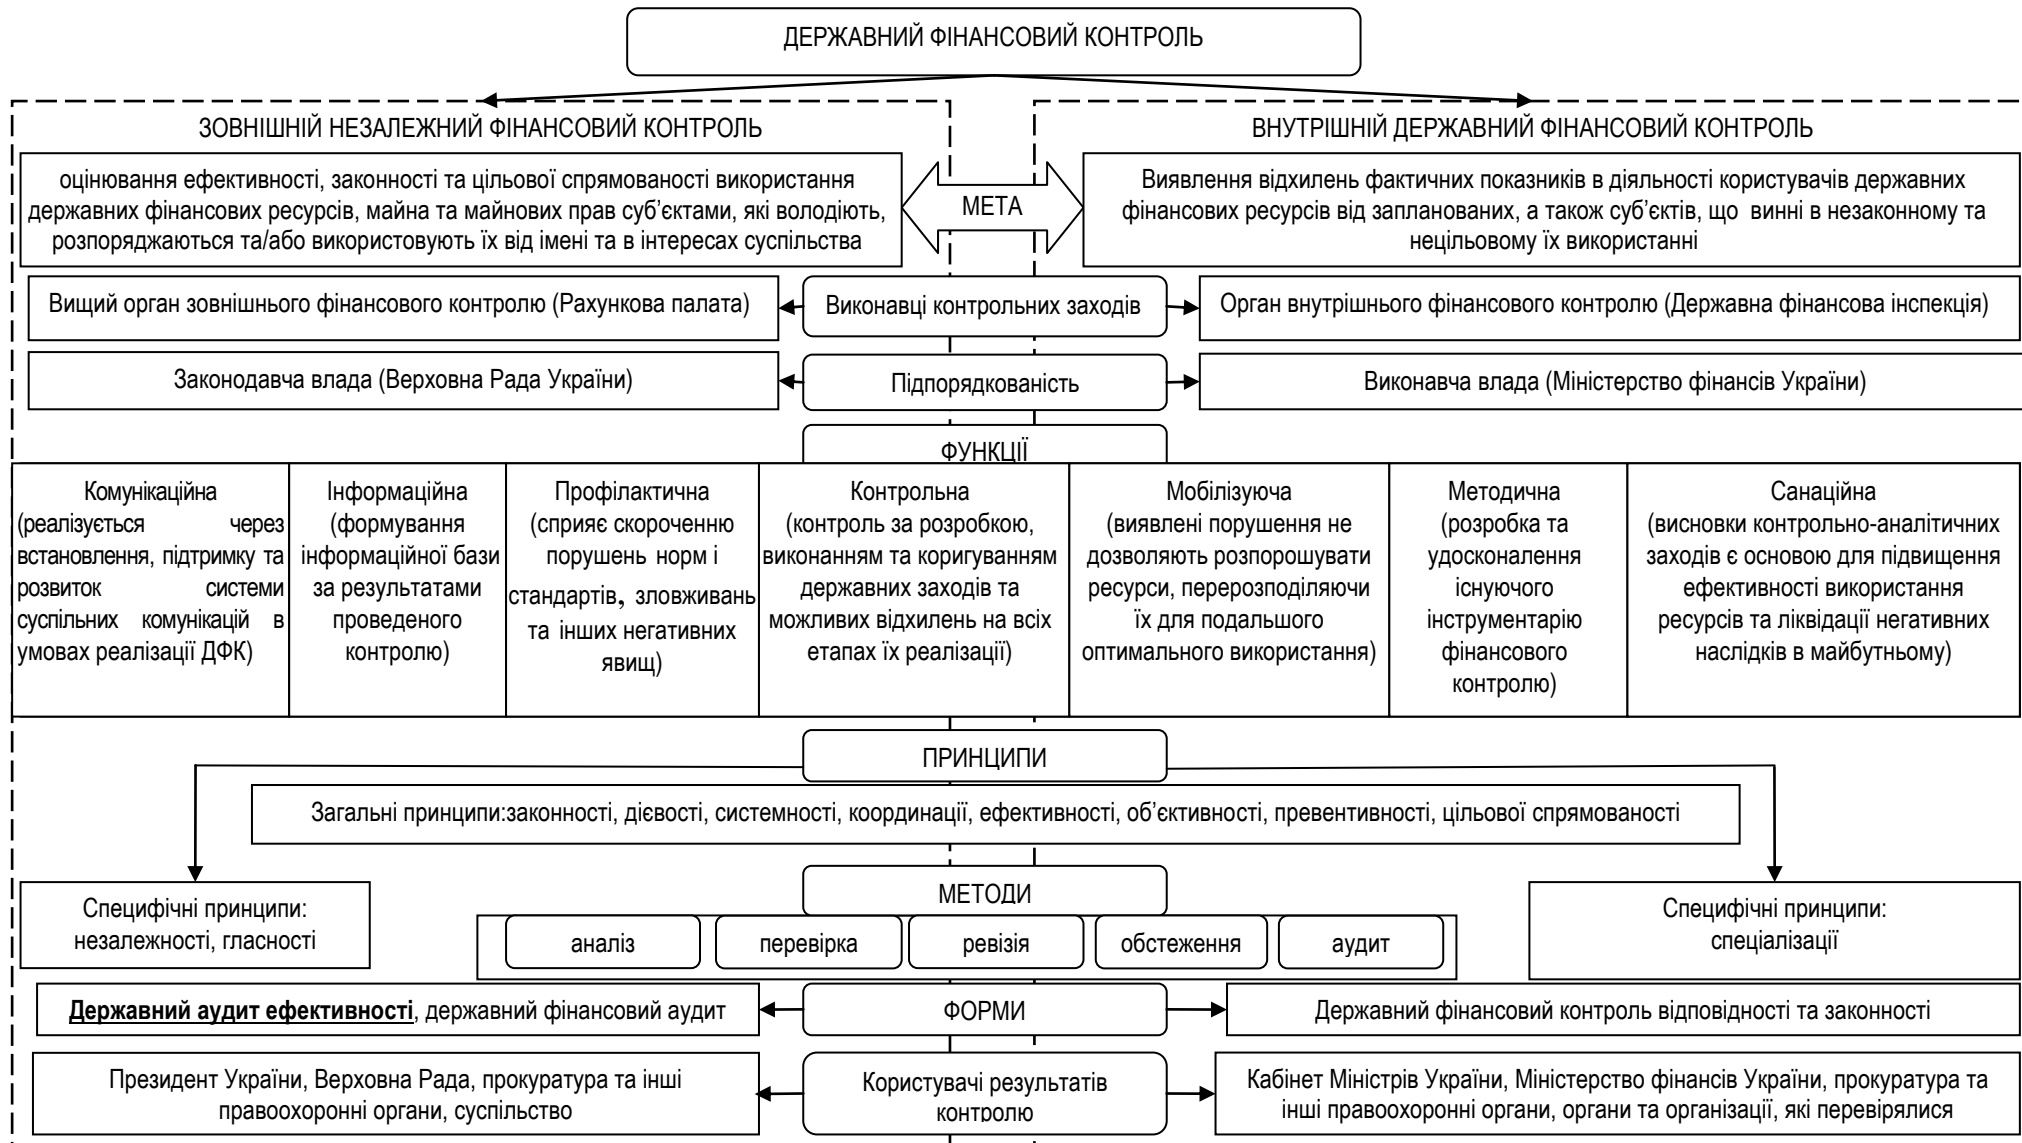 ДЕРЖАВНИЙ ФІНАНСОВИЙ КОНТРОЛЬ
ЗОВНІШНІЙ НЕЗАЛЕЖНИЙ ФІНАНСОВИЙ КОНТРОЛЬ
ВНУТРІШНІЙ ДЕРЖАВНИЙ ФІНАНСОВИЙ КОНТРОЛЬ
оцінювання ефективності, законності та цільової спрямованості використання
державних фінансових ресурсів, майна та майнових прав суб’єктами, які володіють,
розпоряджаються та/або використовують їх від імені та в інтересах суспільства
МЕТА
Виявлення відхилень фактичних показників в діяльності користувачів державних
фінансових ресурсів від запланованих, а також суб’єктів, що винні в незаконному та
нецільовому їх використанні
Вищий орган зовнішнього фінансового контролю (Рахункова палата)
Виконавці контрольних заходів
Орган внутрішнього фінансового контролю (Державна фінансова інспекція)
Законодавча влада (Верховна Рада України)
Підпорядкованість
Виконавча влада (Міністерство фінансів України)
ФУНКЦІЇ
Комунікаційна
(реалізується через
встановлення, підтримку та
розвиток системи
суспільних комунікацій в
умовах реалізації ДФК)
Інформаційна
(формування
інформаційної бази
за результатами
проведеного
контролю)
Профілактична
(сприяє скороченню
порушень норм і
стандартів, зловживань
та інших негативних
явищ)
Контрольна
(контроль за розробкою,
виконанням та коригуванням
державних заходів та
можливих відхилень на всіх
етапах їх реалізації)
Мобілізуюча
(виявлені порушення не
дозволяють розпорошувати
ресурси, перерозподіляючи
їх для подальшого
оптимального використання)
Методична
(розробка та
удосконалення
існуючого
інструментарію
фінансового
контролю)
Санаційна
(висновки контрольно-аналітичних
заходів є основою для підвищення
ефективності використання
ресурсів та ліквідації негативних
наслідків в майбутньому)
ПРИНЦИПИ
Загальні принципи:законності, дієвості, системності, координації, ефективності, об’єктивності, превентивності, цільової спрямованості
Специфічні принципи:
незалежності, гласності
МЕТОДИ
аналіз
перевірка
ревізія
обстеження
аудит
Специфічні принципи:
спеціалізації
Державний аудит ефективності, державний фінансовий аудит
ФОРМИ
Державний фінансовий контроль відповідності та законності
Президент України, Верховна Рада, прокуратура та інші
правоохоронні органи, суспільство
Користувачі результатів
контролю
Кабінет Міністрів України, Міністерство фінансів України, прокуратура та
інші правоохоронні органи, органи та організації, які перевірялися